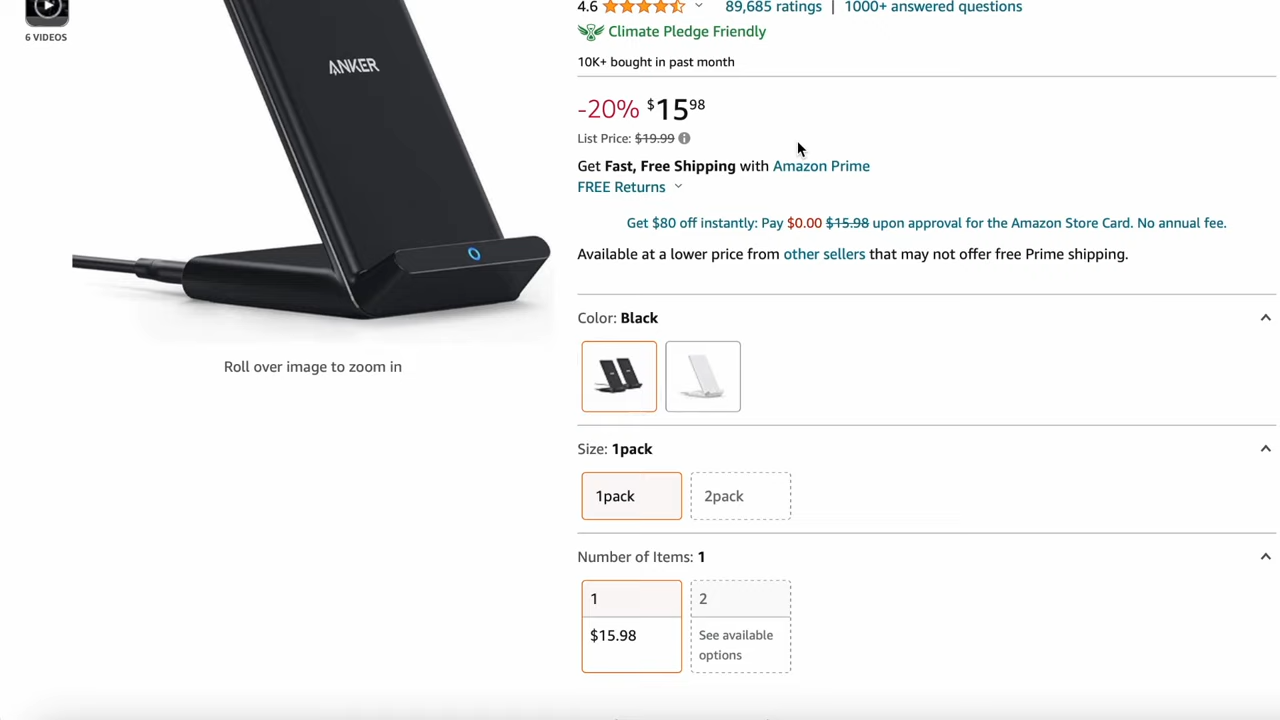 6 VIDEOS
ANKER
Roll over image to zoom in
4.6 89,685 ratings | 1000+ answered questions
Climate Pledge Friendly
10K+ bought in past month
-20% $1598
List Price: $19.99
Get Fast, Free Shipping with Amazon Prime
FREE Returns
Get $80 off instantly: Pay $0.00 $15.98 upon approval for the Amazon Store Card. No annual fee.
Available at a lower price from other sellers that may not offer free Prime shipping.
Color: Black
Size: 1pack
1pack 2pack
Number of Items: 1
1 2
$15.98 See available
options